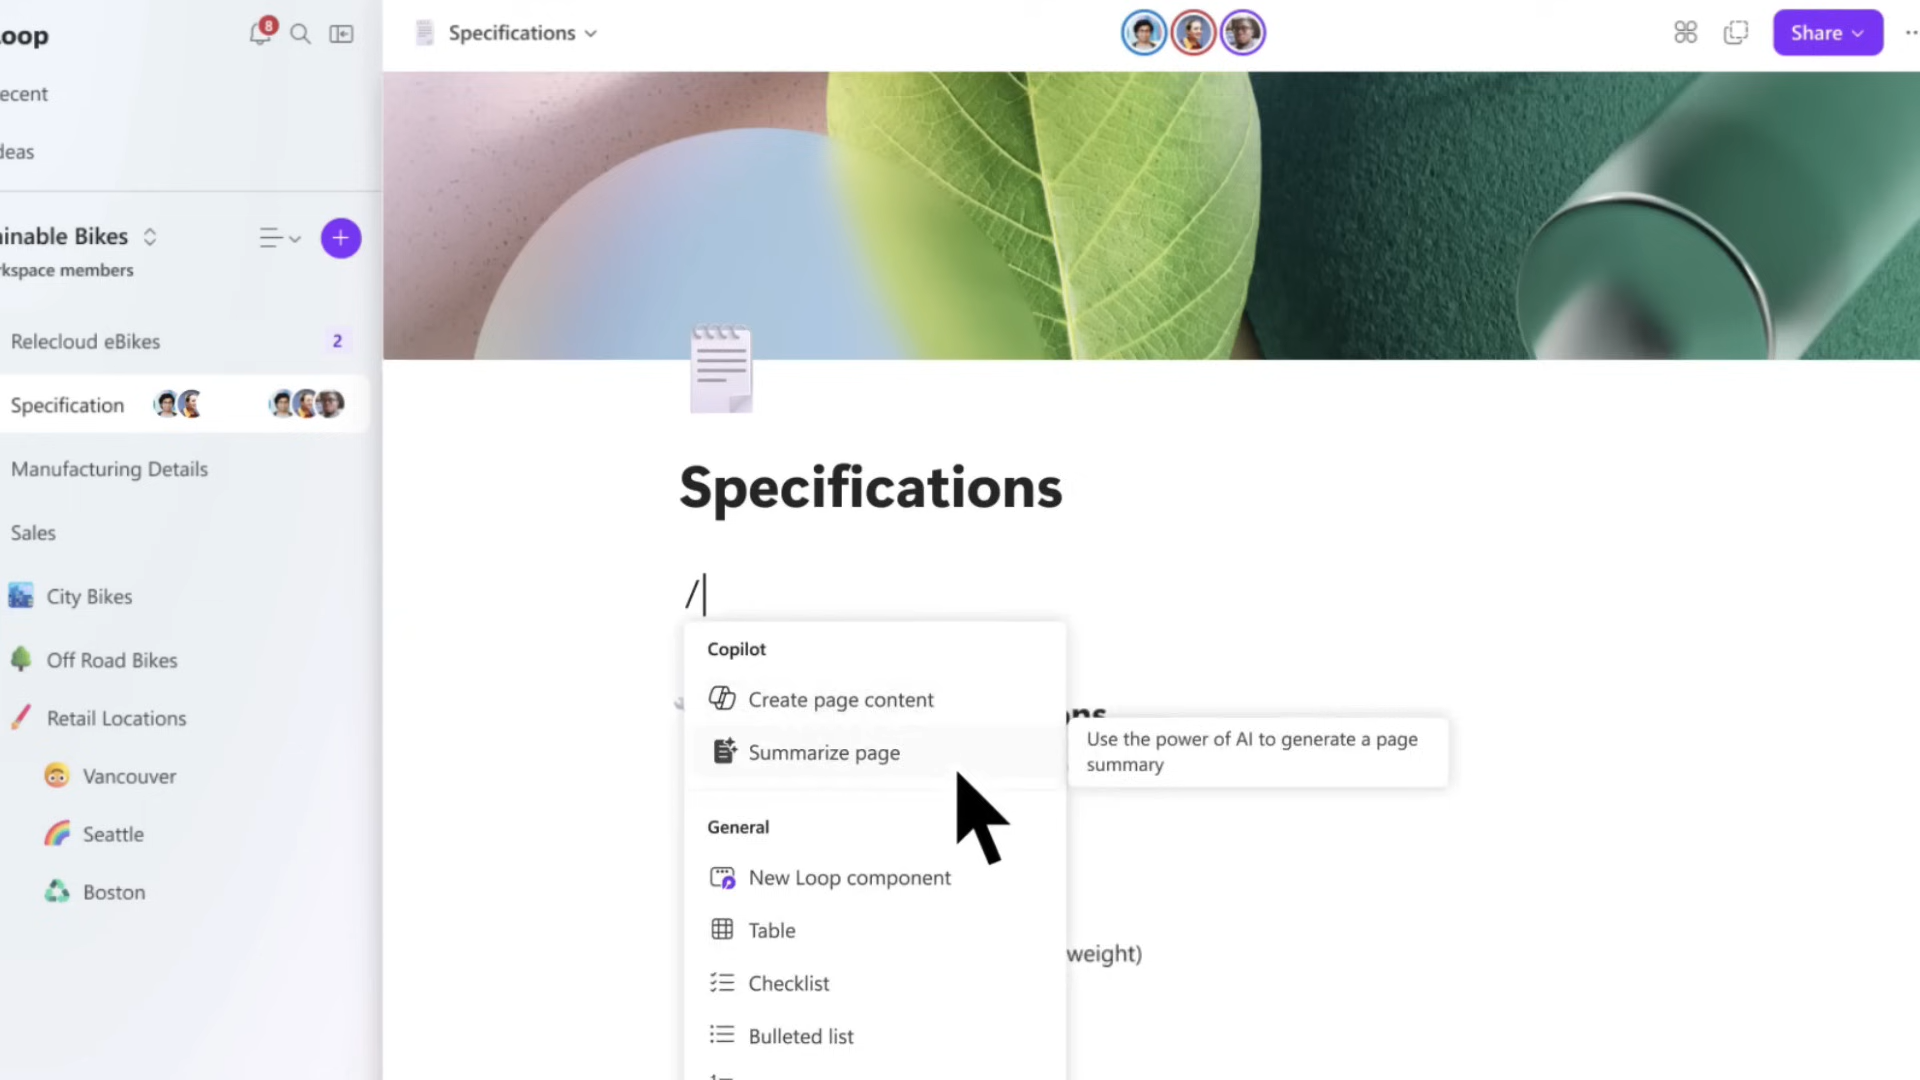 oop
8
Specifications
Share
ecent
deas
inable Bikes
kspace members
Relecloud eBikes
2
Specification
Manufacturing Details
Sales
City Bikes
Off Road Bikes
Retail Locations
Vancouver
Seattle
Boston
Specifications
/
Copilot
Create page content
Summarize page
ons
Use the power of AI to generate a page
summary
General
New Loop component
Table
weight)
Checklist
Bulleted list